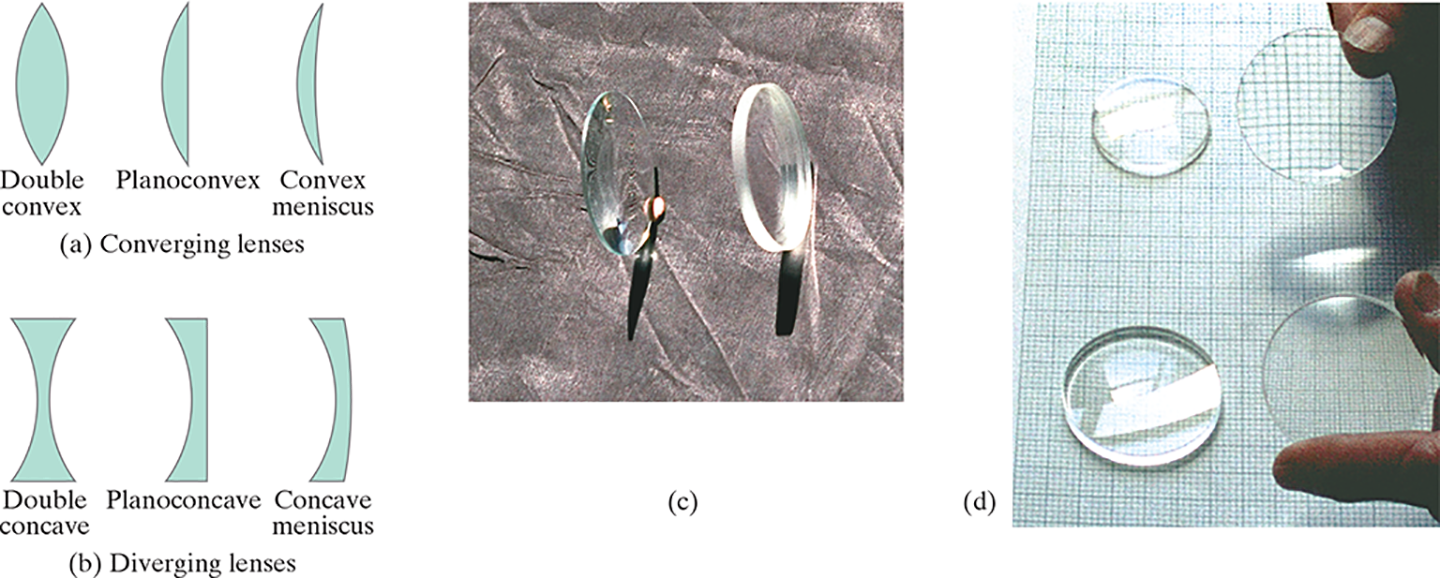 Double
convex
Planoconvex
Convex
meniscus
(a) Converging lenses
Double
concave
Planoconcave
Concave
meniscus
(b) Diverging lenses
(c)
(d)